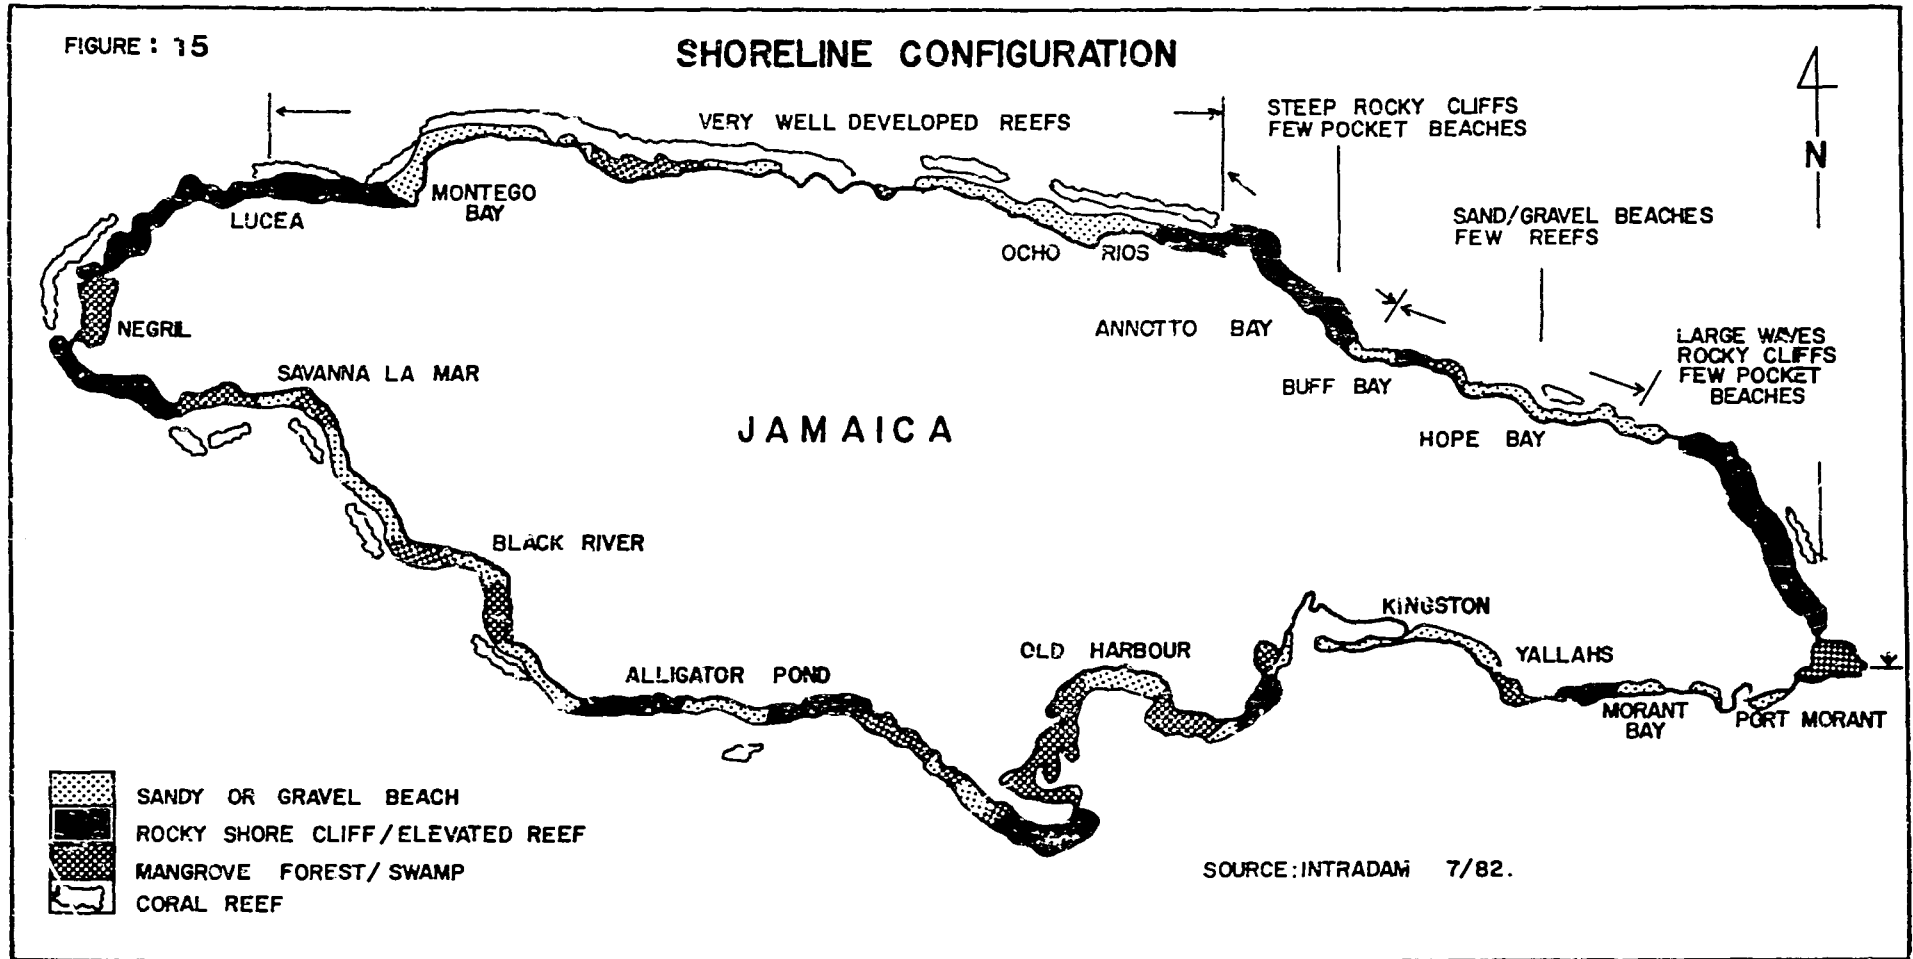 FIGURE: 15
SHORELINE CONFIGURATION
VERY WELL DEVELOPED REEFS
STEEP ROCKY CLIFFS
FEW POCKET BEACHES
N
SAND/GRAVEL BEACHES
FEW REEFS
LARGE WAVES
ROCKY CLIFFS
FEW POCKET
BEACHES
MONTEGO
BAY
LUCEA
OCHO RIOS
NEGRIL
ANNOTTO BAY
SAVANNA LA MAR
BUFF BAY
JAMAICA
HOPE BAY
BLACK RIVER
KINGSTON
OLD HARBOUR
YALLAHS
ALLIGATOR POND
MORANT
BAY
PORT MORANT
SANDY OR GRAVEL BEACH
ROCKY SHORE CLIFF/ELEVATED REEF
MANGROVE FOREST/SWAMP
CORAL REEF
SOURCE:INTRADAM 7/82.